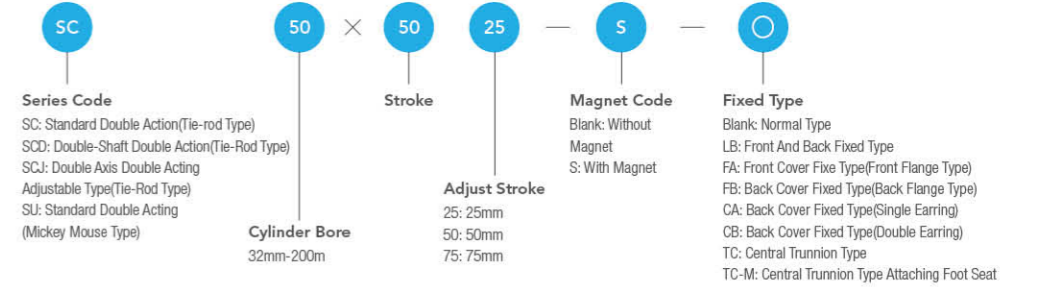 SC 50 × 50 25 — S — ○
Series Code
SC: Standard Double Action(Tie-rod Type)
SCD: Double-Shaft Double Action(Tie-Rod Type)
SCJ: Double Axis Double Acting
Adjustable Type(Tie-Rod Type)
SU: Standard Double Acting
(Mickey Mouse Type)
Cylinder Bore
32mm-200m
Stroke
Adjust Stroke
25: 25mm
50: 50mm
75: 75mm
Magnet Code
Blank: Without
Magnet
S: With Magnet
Fixed Type
Blank: Normal Type
LB: Front And Back Fixed Type
FA: Front Cover Fixe Type(Front Flange Type)
FB: Back Cover Fixed Type(Back Flange Type)
CA: Back Cover Fixed Type(Single Earring)
CB: Back Cover Fixed Type(Double Earring)
TC: Central Trunnion Type
TC-M: Central Trunnion Type Attaching Foot Seat